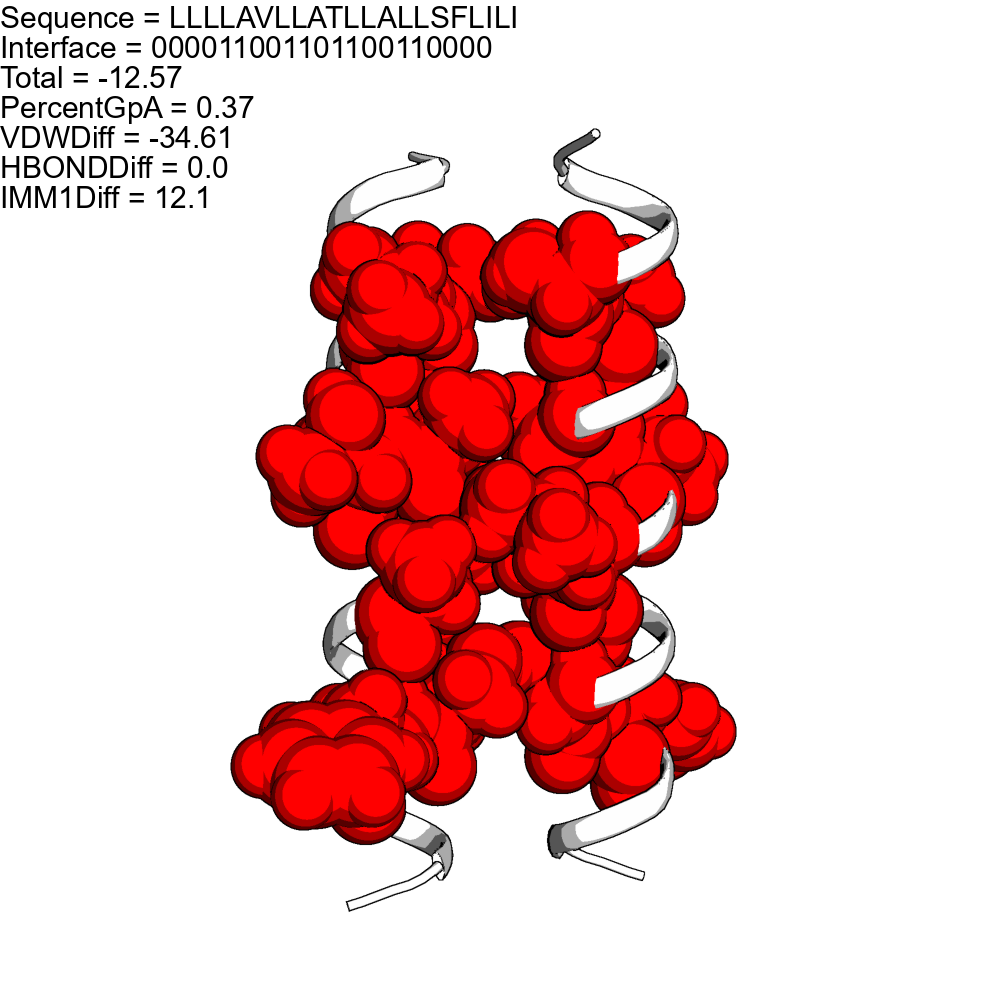 Sequence = LLLLAVLLATLLALLSFLILI
Interface = 000011001101100110000
Total = -12.57
PercentGpA = 0.37
VDWDiff = -34.61
HBONDDiff = 0.0
IMM1Diff = 12.1